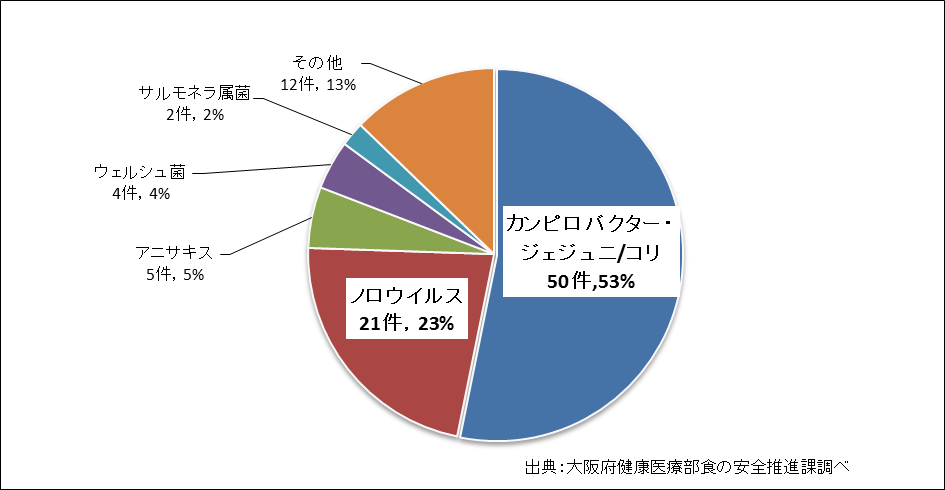 その他
12件, 13%
サルモネラ属菌
2件, 2%
ウェルシュ菌
4件, 4%
アニサキス
5件, 5%
ノロウイルス
21件, 23%
カンピロバクター・
ジェジュニ/コリ
50件,53%
出典：大阪府健康医療部食の安全推進課調べ